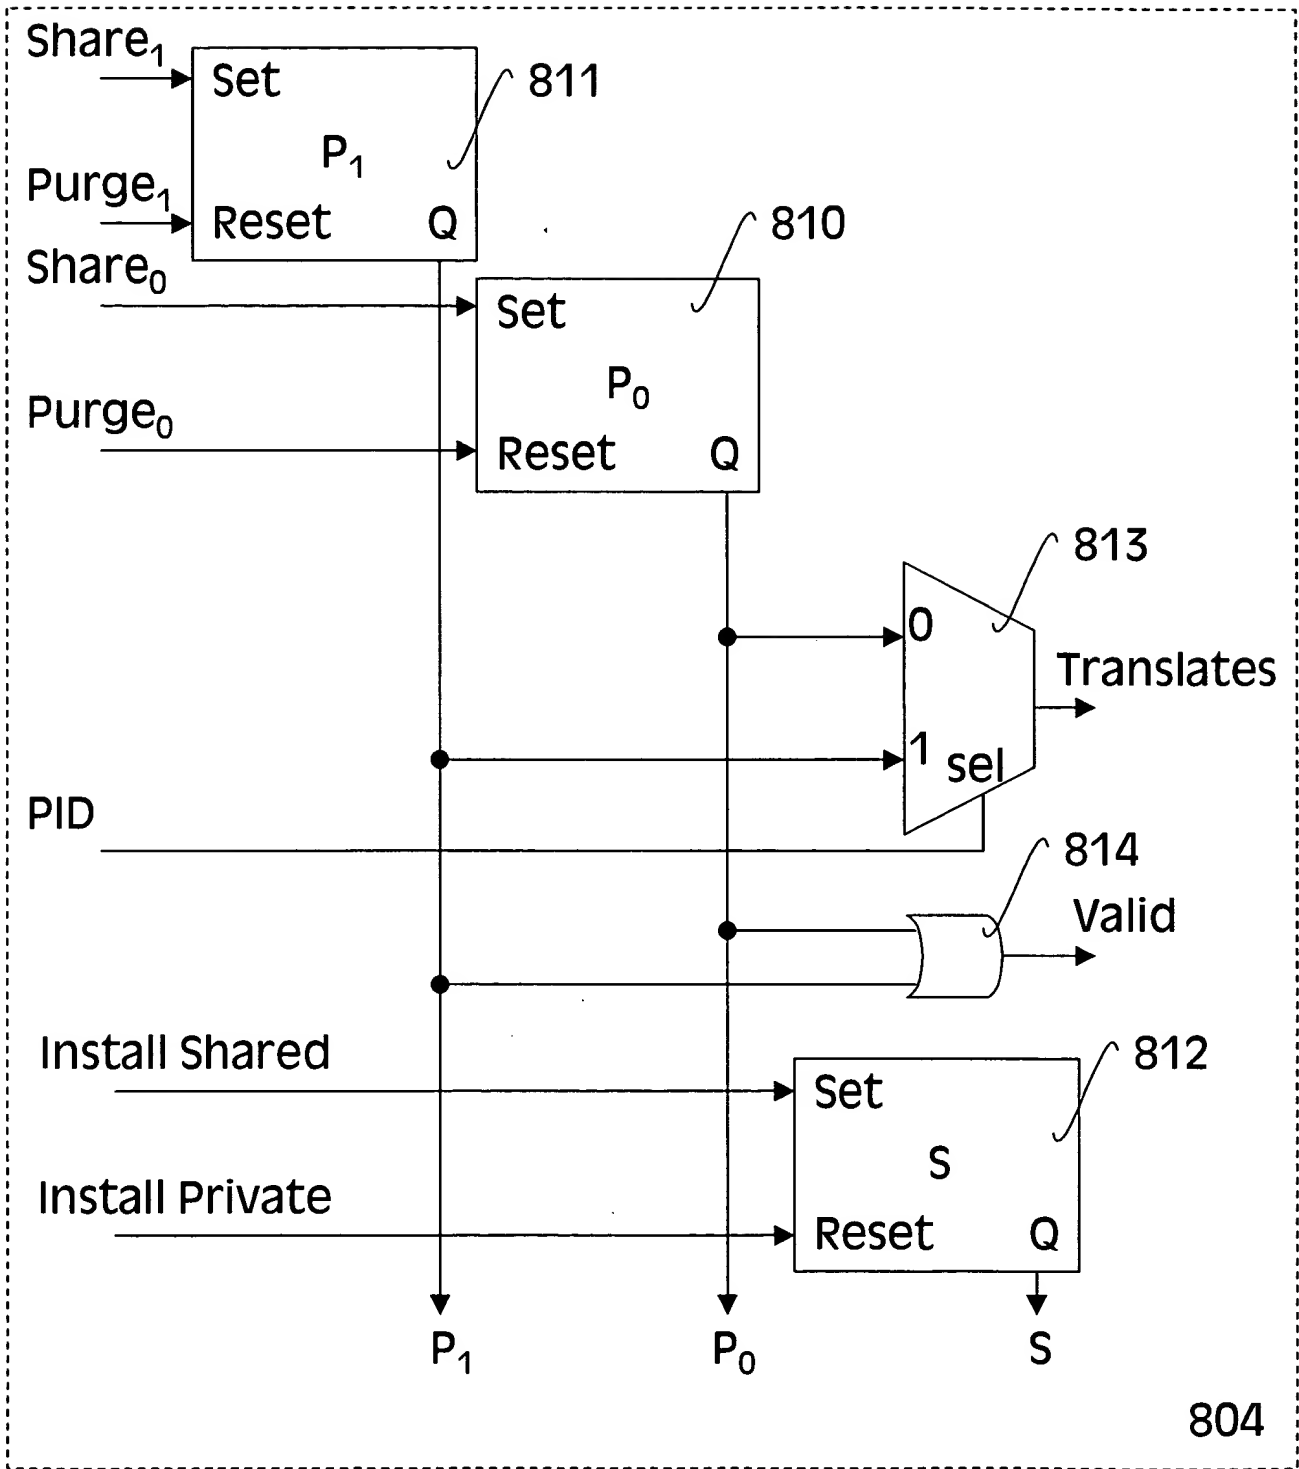 Share₁
Set
811
P₁
Purge₁
Reset Q
810
Share₀
Set
P₀
Purge₀
Reset Q
813
0
Translates
1 sel
PID
814
Valid
Install Shared
812
Set
S
Install Private
Reset Q
P₁ P₀ S
804